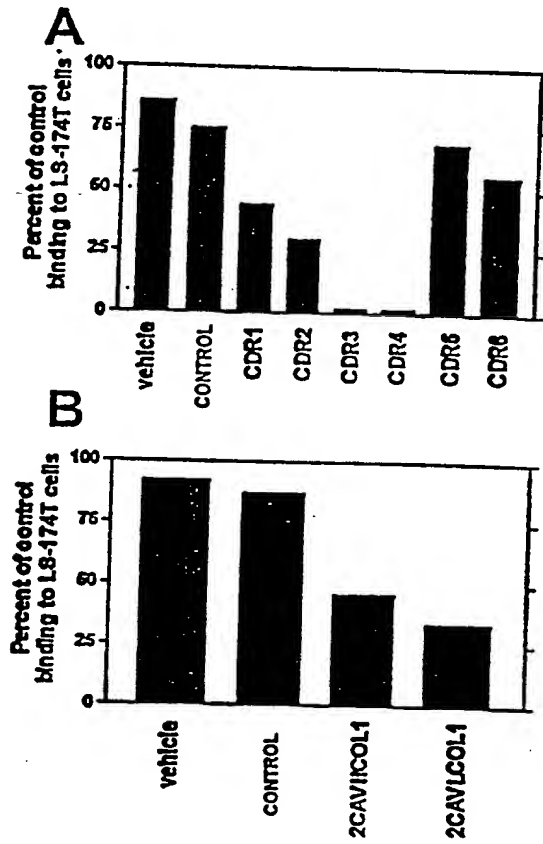 A
Percent of control
binding to LS-174T cells
100
75
50
25
0
vehicle
CONTROL
CDR1
CDR2
CDR3
CDR4
CDR5
CDR6
B
Percent of control
binding to LS-174T cells
100
75
50
25
0
vehicle
CONTROL
2CAVLCOL1